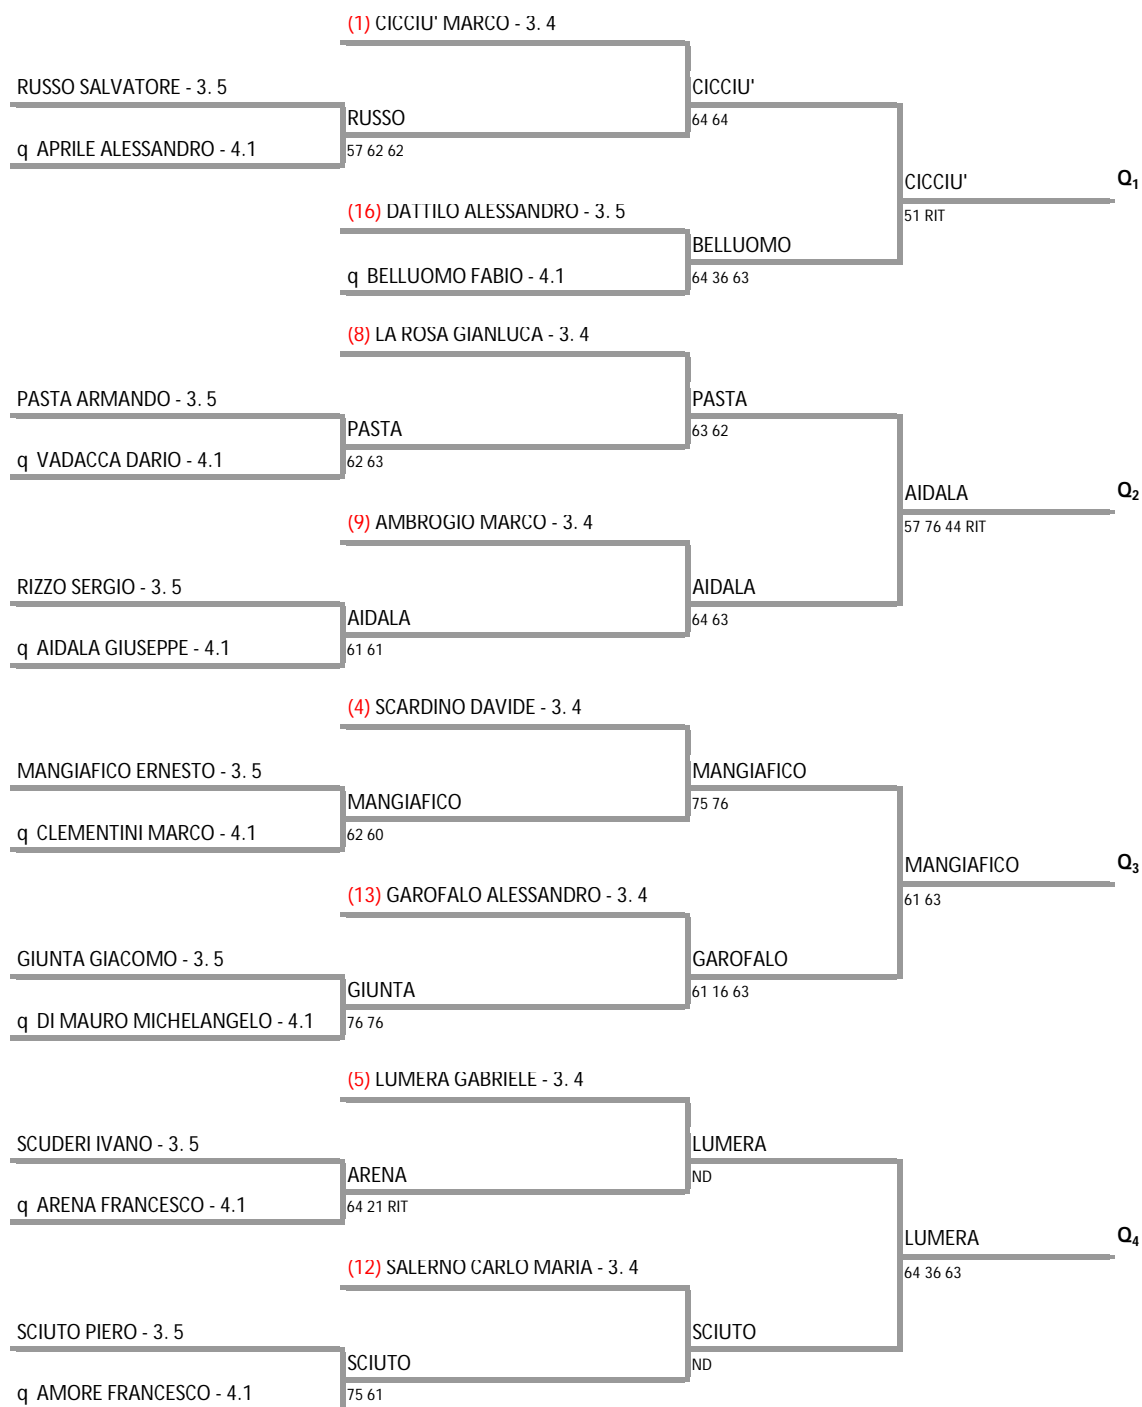 (1) CICCIU' MARCO - 3. 4
RUSSO SALVATORE - 3. 5
CICCIU'
RUSSO
64 64
q APRILE ALESSANDRO - 4.1
57 62 62
CICCIU'
Q1
(16) DATTILO ALESSANDRO - 3. 5
51 RIT
BELLUOMO
q BELLUOMO FABIO - 4.1
64 36 63
(8) LA ROSA GIANLUCA - 3. 4
PASTA ARMANDO - 3. 5
PASTA
PASTA
63 62
q VADACCA DARIO - 4.1
62 63
AIDALA
Q2
(9) AMBROGIO MARCO - 3. 4
57 76 44 RIT
RIZZO SERGIO - 3. 5
AIDALA
AIDALA
64 63
q AIDALA GIUSEPPE - 4.1
61 61
(4) SCARDINO DAVIDE - 3. 4
MANGIAFICO ERNESTO - 3. 5
MANGIAFICO
MANGIAFICO
75 76
q CLEMENTINI MARCO - 4.1
62 60
MANGIAFICO
Q3
(13) GAROFALO ALESSANDRO - 3. 4
61 63
GIUNTA GIACOMO - 3. 5
GAROFALO
GIUNTA
61 16 63
q DI MAURO MICHELANGELO - 4.1
76 76
(5) LUMERA GABRIELE - 3. 4
SCUDERI IVANO - 3. 5
LUMERA
ARENA
ND
q ARENA FRANCESCO - 4.1
64 21 RIT
LUMERA
Q4
(12) SALERNO CARLO MARIA - 3. 4
64 36 63
SCIUTO PIERO - 3. 5
SCIUTO
SCIUTO
ND
q AMORE FRANCESCO - 4.1
75 61